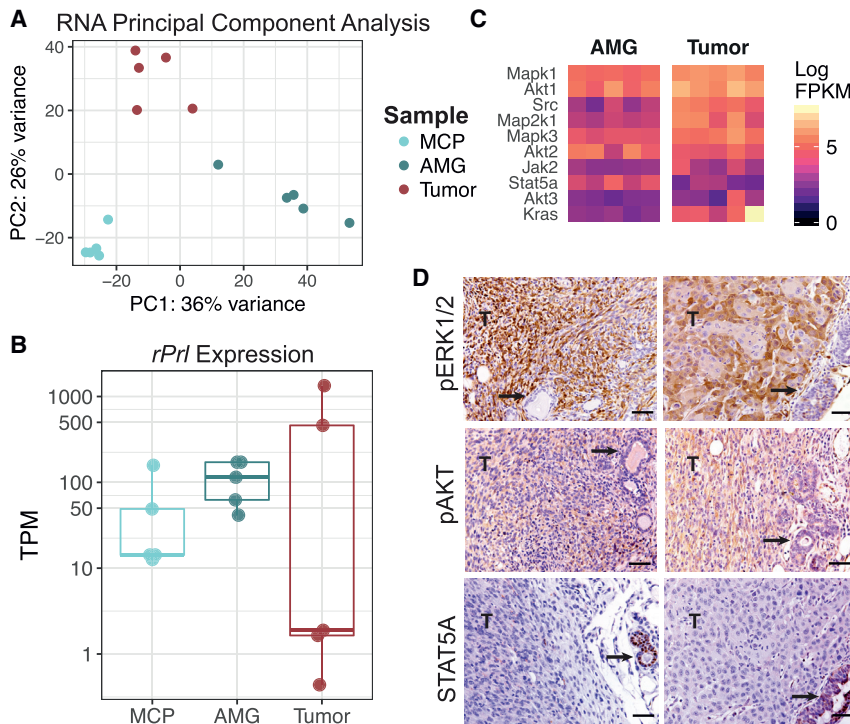 A
RNA Principal Component Analysis
PC2: 26% variance
40
20
0
−20
−20
0
20
40
PC1: 36% variance
Sample
MCP
AMG
Tumor
B
rPrl Expression
TPM
1000
500
100
50
10
1
MCP
AMG
Tumor
C
AMG
Tumor
Mapk1
Akt1
Src
Map2k1
Mapk3
Akt2
Jak2
Stat5a
Akt3
Kras
Log
FPKM
5
0
D
pERK1/2
T
T
pAKT
T
T
STAT5A
T
T